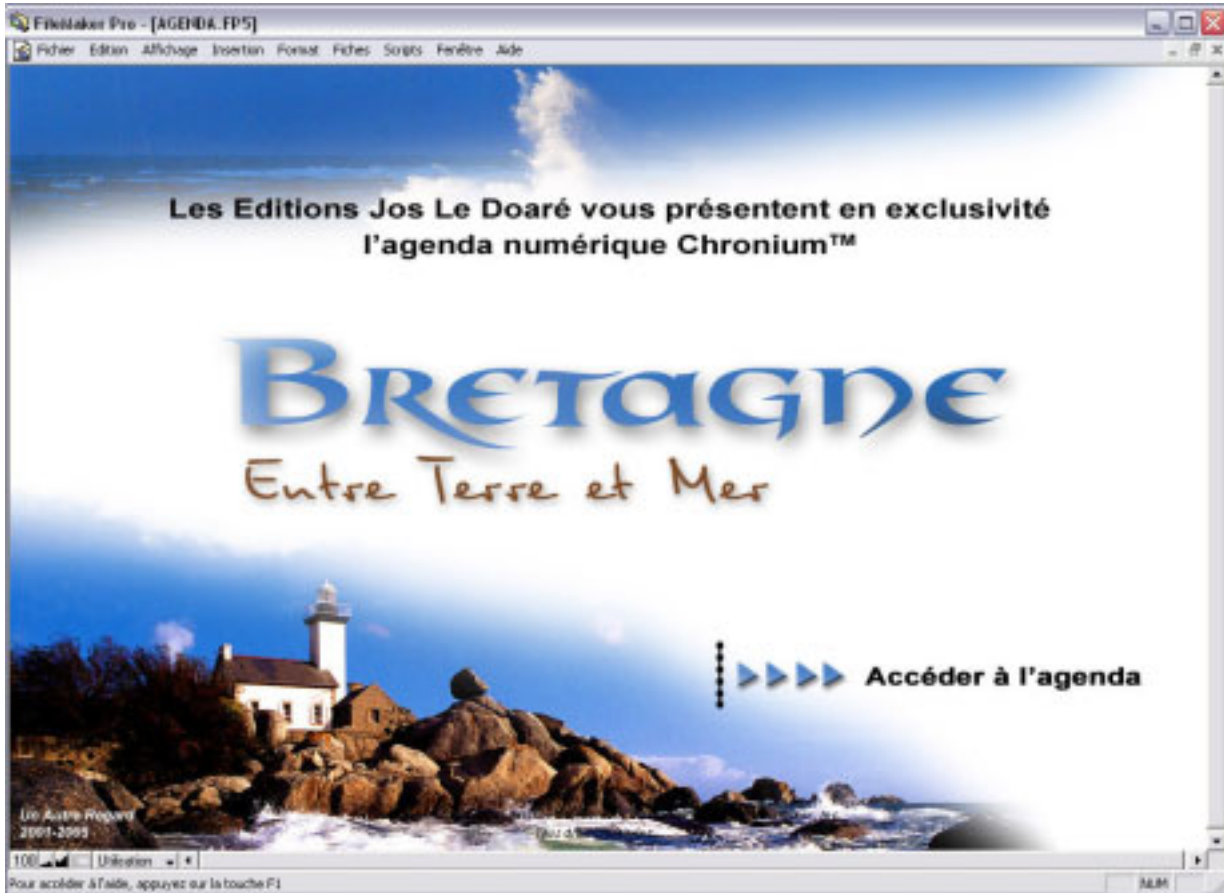 FileMaker Pro - [AGENDA.FP5]
Fichier Edition Affichage Insertion Format Fiches Scripts Fenêtre Aide
Les Editions Jos Le Doaré vous présentent en exclusivité
l'agenda numérique Chronium™
BRETAGNE
Entre Terre et Mer
Accéder à l'agenda
Un Autre Regard
2001-2005
100 Utilisation
Pour accéder à l'aide, appuyez sur la touche F1
NUM